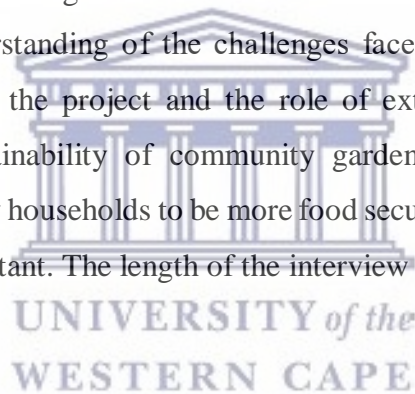 rstanding of the challenges face
the project and the role of ext
ainability of community garden
households to be more food secu
tant. The length of the interview
UNIVERSITY of the
WESTERN CAPE